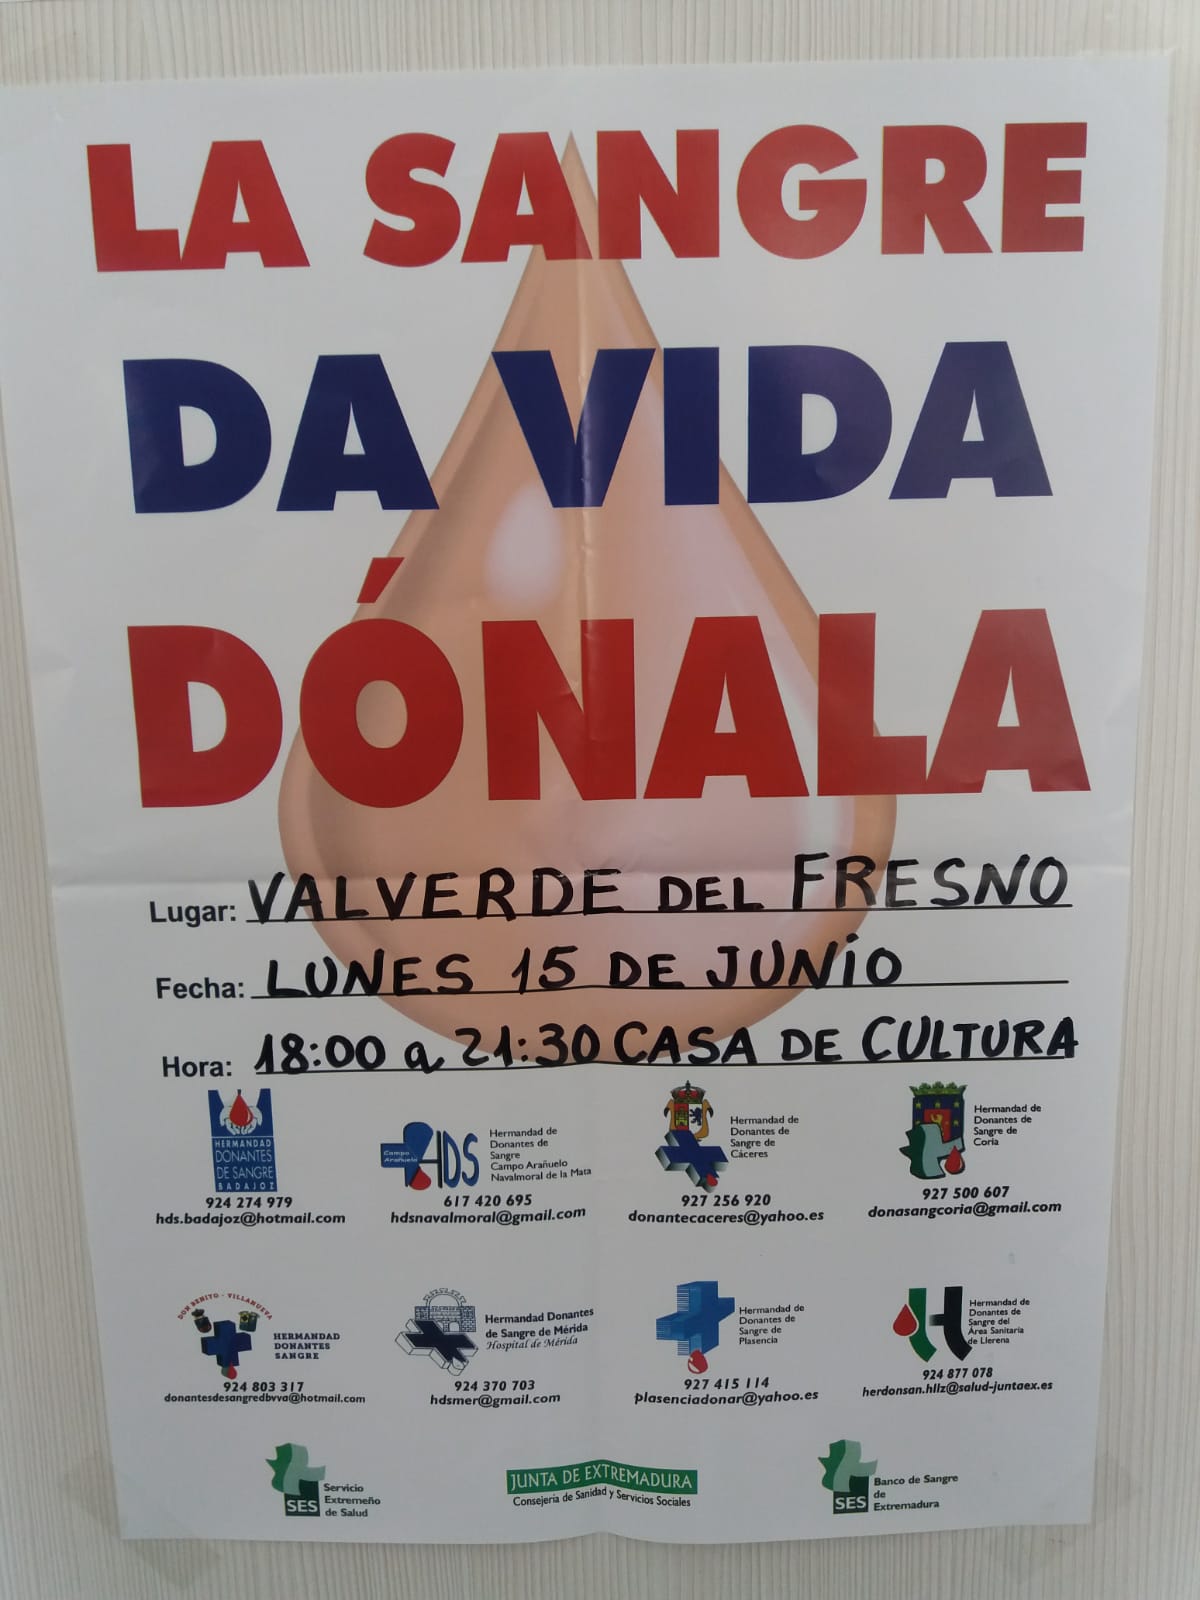 LA SANGRE
DA VIDA
DÓNALA
Lugar: VALVERDE DEL FRESNO
Fecha: LUNES 15 DE JUNIO
Hora: 18:00 a 21:30 CASA DE CULTURA
HERMANDAD
DONANTES
DE SANGRE
BADAJOZ
924 274 979
hds.badajoz@hotmail.com
Campo
Arañuelo
HDS
Hermandad de
Donantes de
Sangre
Campo Arañuelo
Navalmoral de la Mata
617 420 695
hdsnavalmoral@gmail.com
Hermandad de
Donantes de
Sangre de
Cáceres
927 256 920
donantecaceres@yahoo.es
Hermandad de
Donantes de
Sangre de
Coria
927 500 607
donasangcoria@gmail.com
DON BENITO - VILLANUEVA
HERMANDAD
DONANTES
SANGRE
924 803 317
donantesdesangredbvva@hotmail.com
Hermandad Donantes
de Sangre de Mérida
Hospital de Mérida
924 370 703
hdsmer@gmail.com
Hermandad de
Donantes de
Sangre de
Plasencia
927 415 114
plasenciadonar@yahoo.es
H
Hermandad de
Donantes de
Sangre del
Área Sanitaria
de Llerena
924 877 078
herdonsan.hllz@salud-juntaex.es
SES
Servicio
Extremeño
de Salud
JUNTA DE EXTREMADURA
Consejería de Sanidad y Servicios Sociales
SES
Banco de Sangre
de
Extremadura